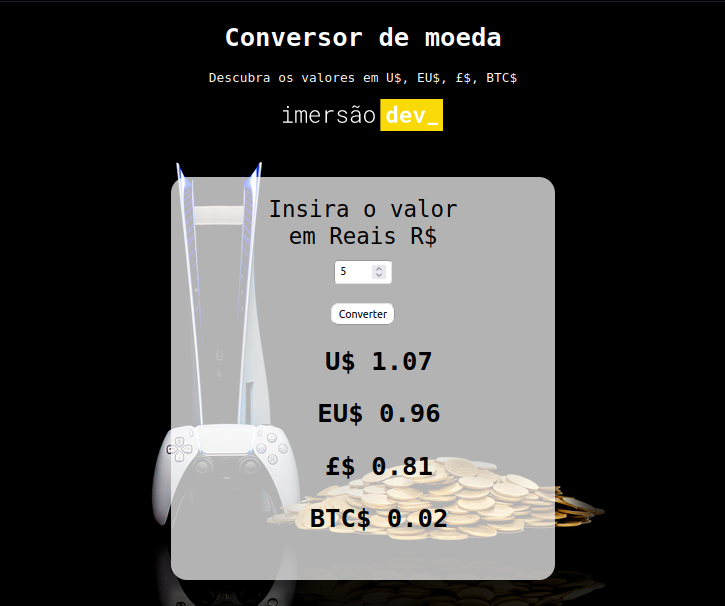 Conversor de moeda
Descubra os valores em U$, EU$, £$, BTC$
imersão dev_
Insira o valor
em Reais R$
5
Converter
U$ 1.07
EU$ 0.96
£$ 0.81
BTC$ 0.02